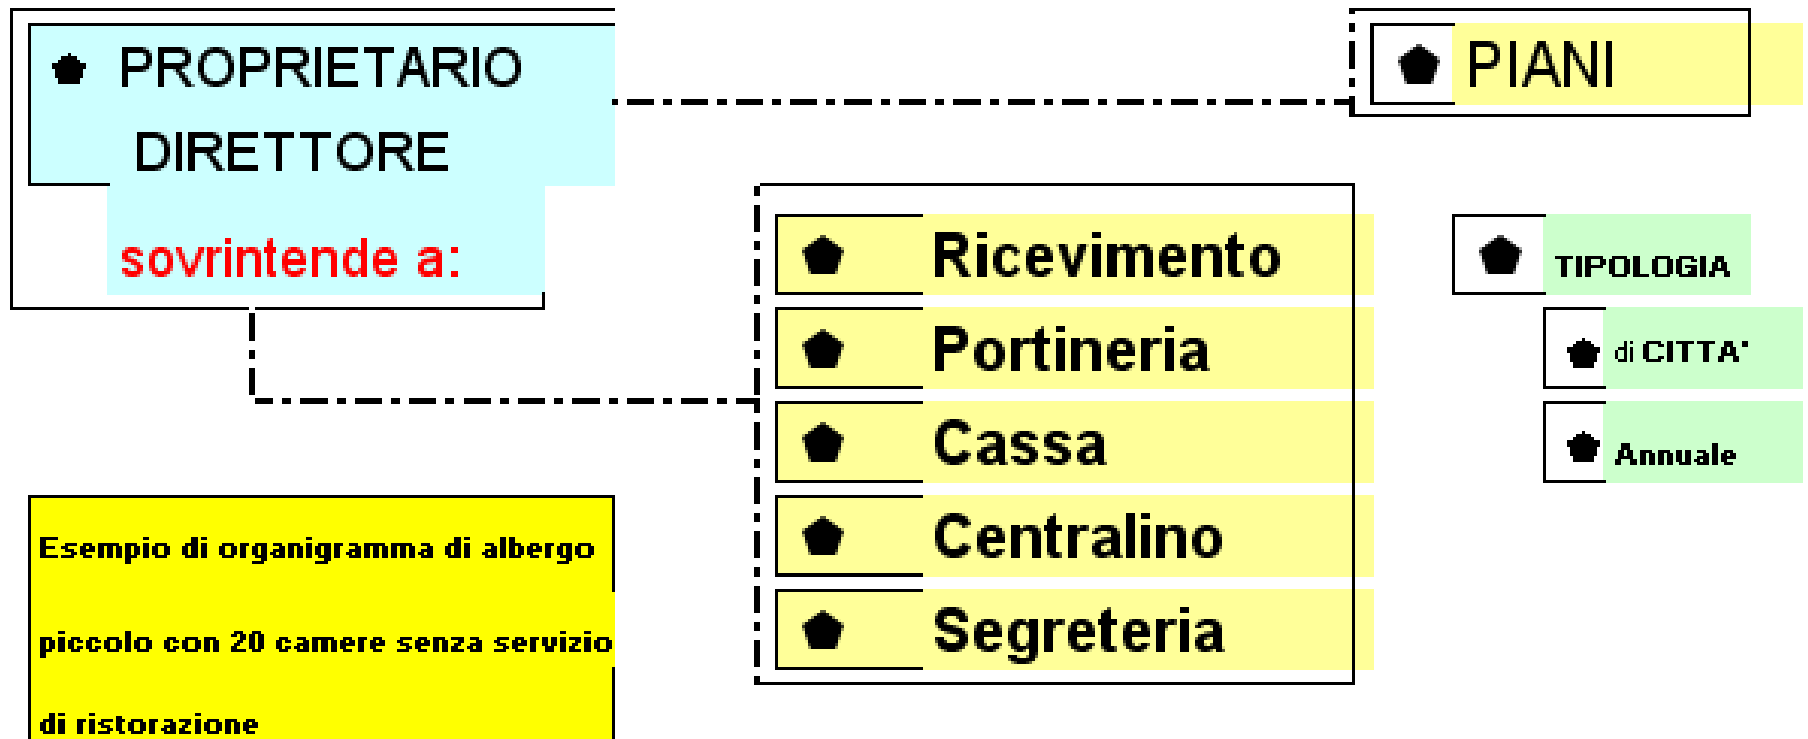 PROPRIETARIO
DIRETTORE
sovrintende a:
PIANI
Ricevimento
Portineria
Cassa
Centralino
Segreteria
TIPOLOGIA
di CITTA'
Annuale
Esempio di organigramma di albergo
piccolo con 20 camere senza servizio
di ristorazione